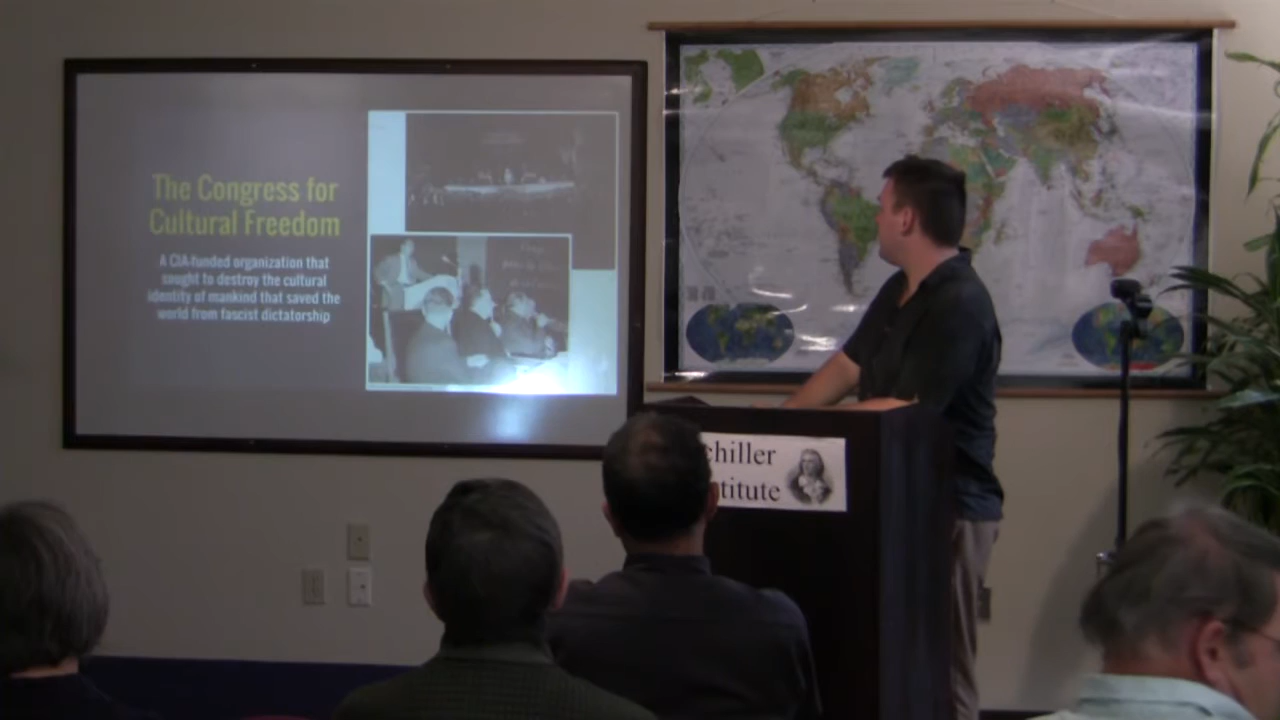 The Congress for
Cultural Freedom
A CIA-funded organization that
sought to destroy the cultural
identity of mankind that saved the
world from fascist dictatorship
chiller
titute